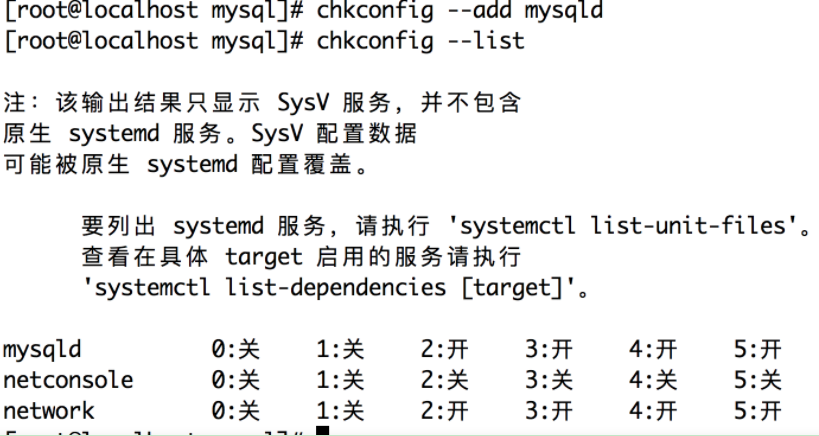 [root@localhost mysql]# chkconfig --add mysqld
[root@localhost mysql]# chkconfig --list
注：该输出结果只显示 SysV 服务，并不包含
原生 systemd 服务。SysV 配置数据
可能被原生 systemd 配置覆盖。
要列出 systemd 服务，请执行 'systemctl list-unit-files'。
查看在具体 target 启用的服务请执行
'systemctl list-dependencies [target]'。
mysqld 0:关 1:关 2:开 3:开 4:开 5:开
netconsole 0:关 1:关 2:关 3:关 4:关 5:关
network 0:关 1:关 2:开 3:开 4:开 5:开